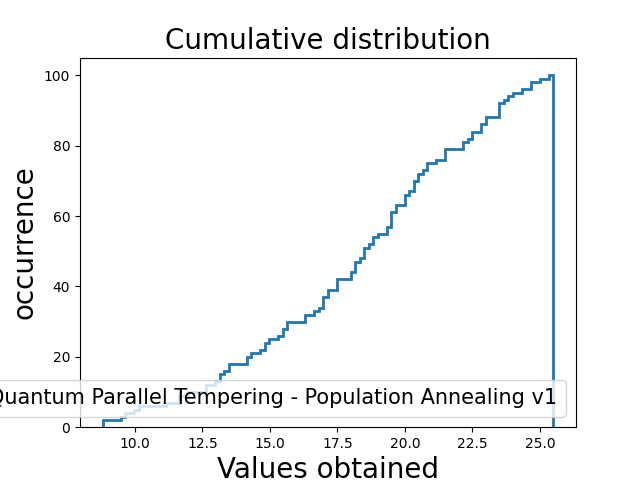 Cumulative distribution
100
80
60
40
20
0
occurrence
Quantum Parallel Tempering - Population Annealing v1
10.0 12.5 15.0 17.5 20.0 22.5 25.0
Values obtained